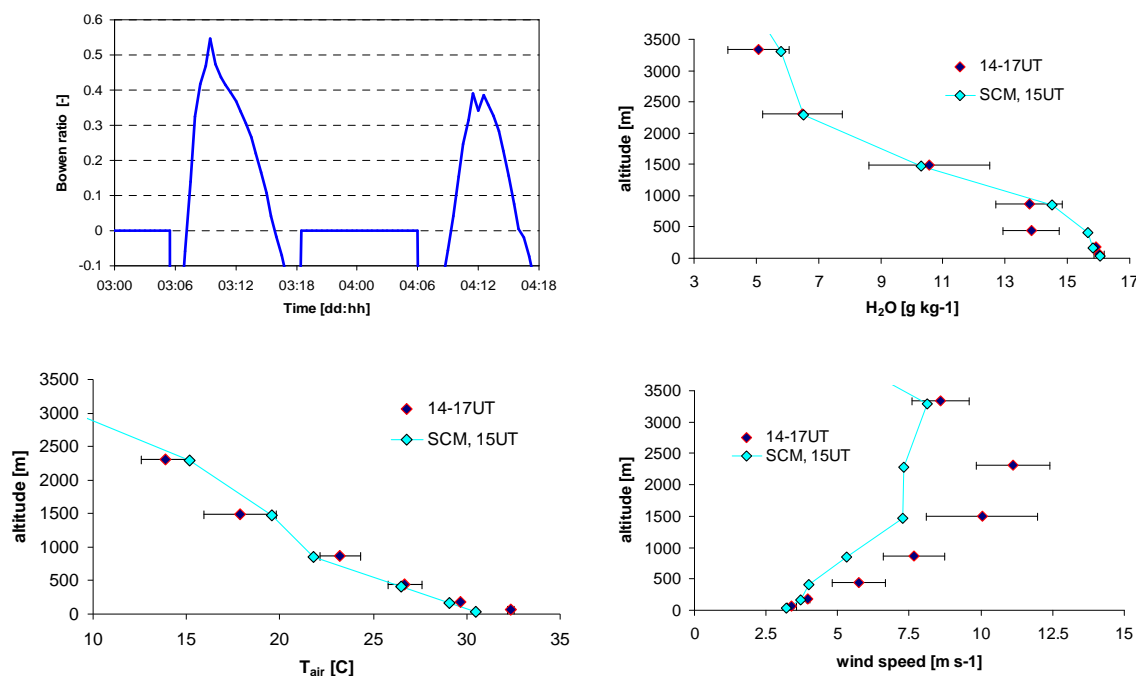 0.6
0.5
0.4
0.3
0.2
0.1
0
-0.1
Bowen ratio [-]
03:00 03:06 03:12 03:18 04:00 04:06 04:12 04:18
Time [dd:hh]
3500
3000
2500
2000
1500
1000
500
0
altitude [m]
14-17UT
SCM, 15UT
3 5 7 9 11 13 15 17
H2O [g kg-1]
3500
3000
2500
2000
1500
1000
500
0
altitude [m]
14-17UT
SCM, 15UT
10 15 20 25 30 35
Tair [C]
3500
3000
2500
2000
1500
1000
500
0
altitude [m]
14-17UT
SCM, 15UT
0 2.5 5 7.5 10 12.5 15
wind speed [m s-1]